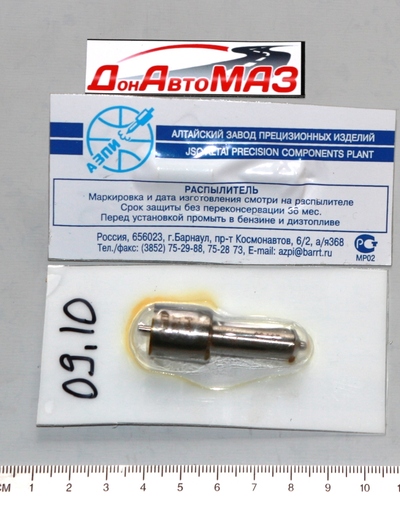 ДонАвтоМАЗ
АЛТАЙСКИЙ ЗАВОД ПРЕЦИЗИОННЫХ ИЗДЕЛИЙ
JSC ALTAI PRECISION COMPONENTS PLANT
АЗПИ
РАСПЫЛИТЕЛЬ
Маркировка и дата изготовления смотри на распылителе
Срок защиты без переконсервации 36 мес.
Перед установкой промыть в бензине и дизтопливе
Россия, 656023, г.Барнаул, пр-т Космонавтов, 6/2, а/я368
Тел./факс: (3852) 75-29-88, 75-28 73, E-mail: azpi@barrt.ru
РСТ
МР02
09.10
СМ 1 2 3 4 5 6 7 8 9 10